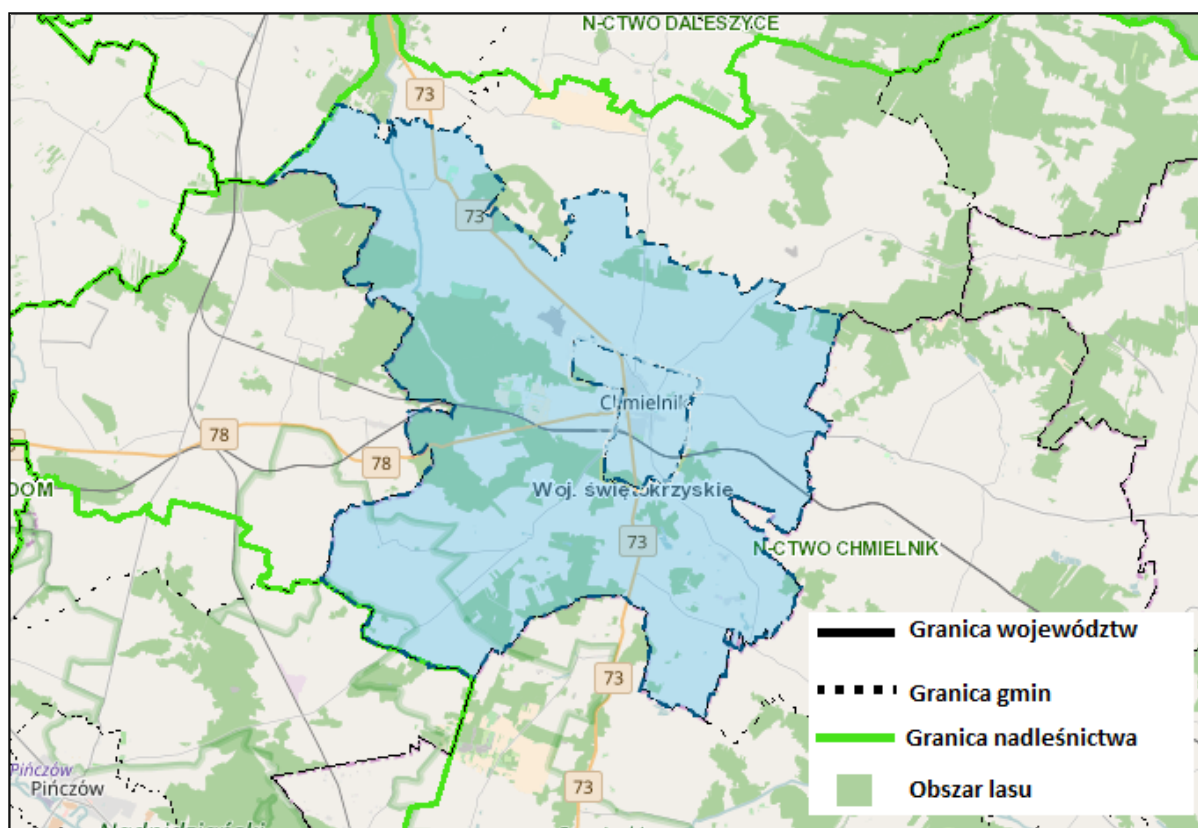 N-CTWO DALESZYCE
73
73
Chmielnik
78
78
DOM
Woj. świętokrzyskie
73
N-CTWO CHMIELNIK
Granica województw
73
Granica gmin
Granica nadleśnictwa
Pińczów
Pińczów
73
Obszar lasu